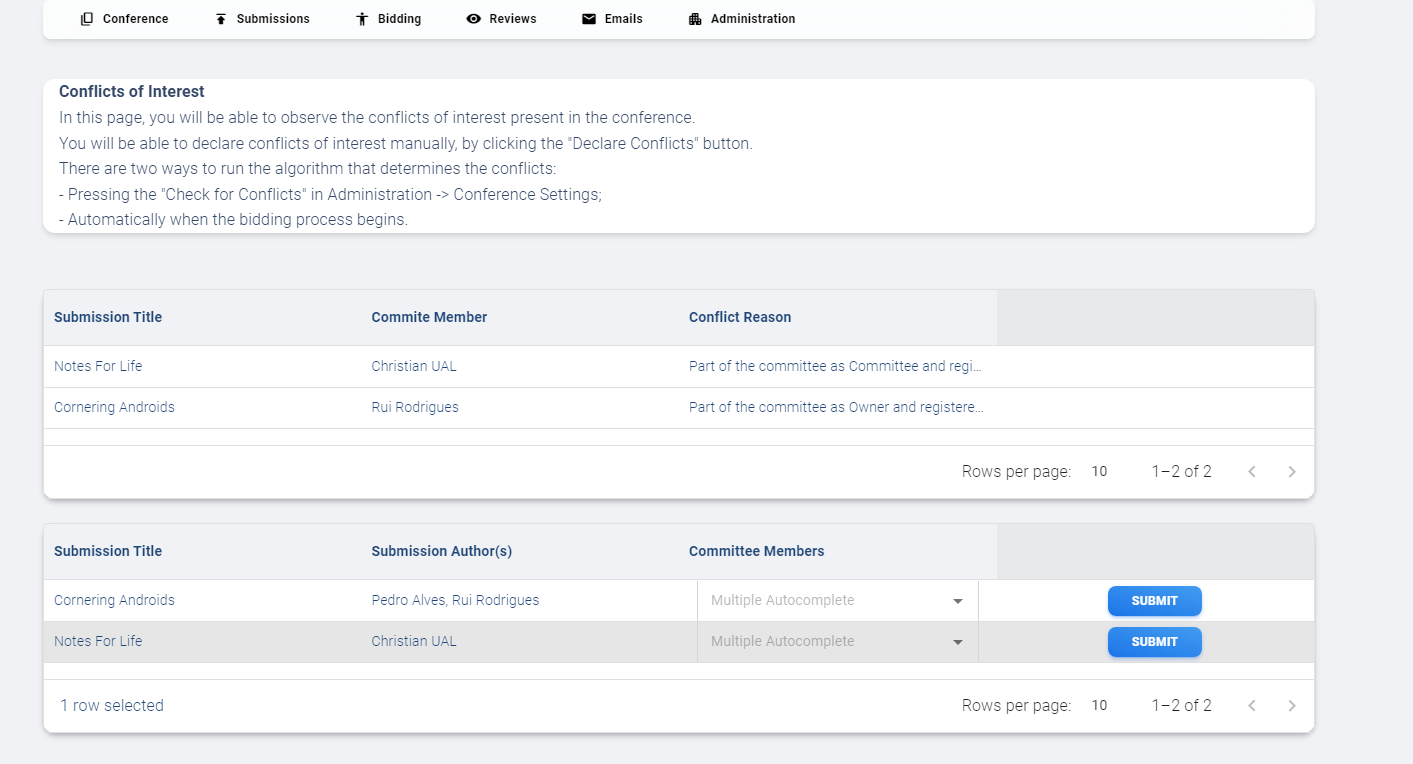 Conference Submissions Bidding Reviews Emails Administration
Conflicts of Interest
In this page, you will be able to observe the conflicts of interest present in the conference.
You will be able to declare conflicts of interest manually, by clicking the "Declare Conflicts" button.
There are two ways to run the algorithm that determines the conflicts:
- Pressing the "Check for Conflicts" in Administration -> Conference Settings;
- Automatically when the bidding process begins.
Submission Title Commite Member Conflict Reason
Notes For Life Christian UAL Part of the committee as Committee and regi...
Cornering Androids Rui Rodrigues Part of the committee as Owner and registere...
Rows per page: 10 1–2 of 2
Submission Title Submission Author(s) Committee Members
Cornering Androids Pedro Alves, Rui Rodrigues Multiple Autocomplete SUBMIT
Notes For Life Christian UAL Multiple Autocomplete SUBMIT
1 row selected Rows per page: 10 1–2 of 2